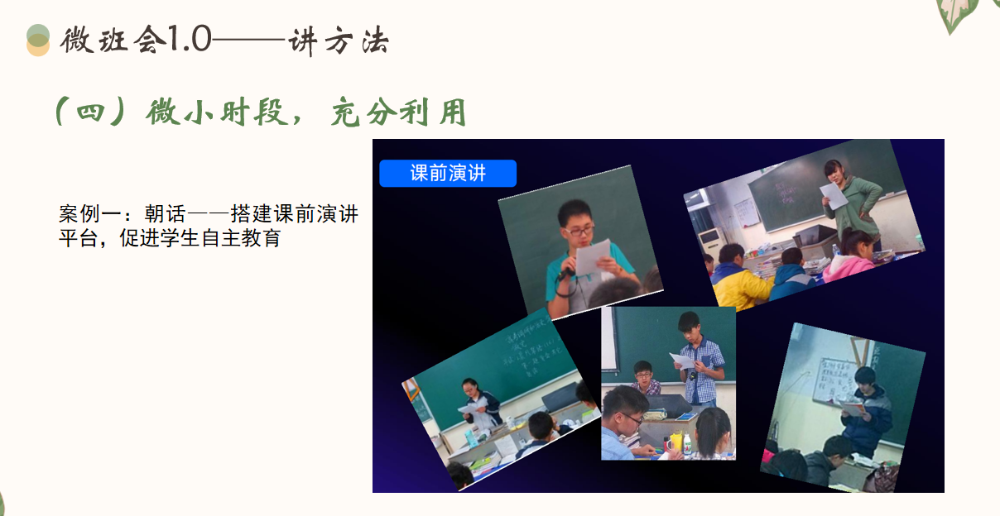 微班会1.0——讲方法
（四）微小时段，充分利用
课前演讲
案例一：朝话——搭建课前演讲
平台，促进学生自主教育